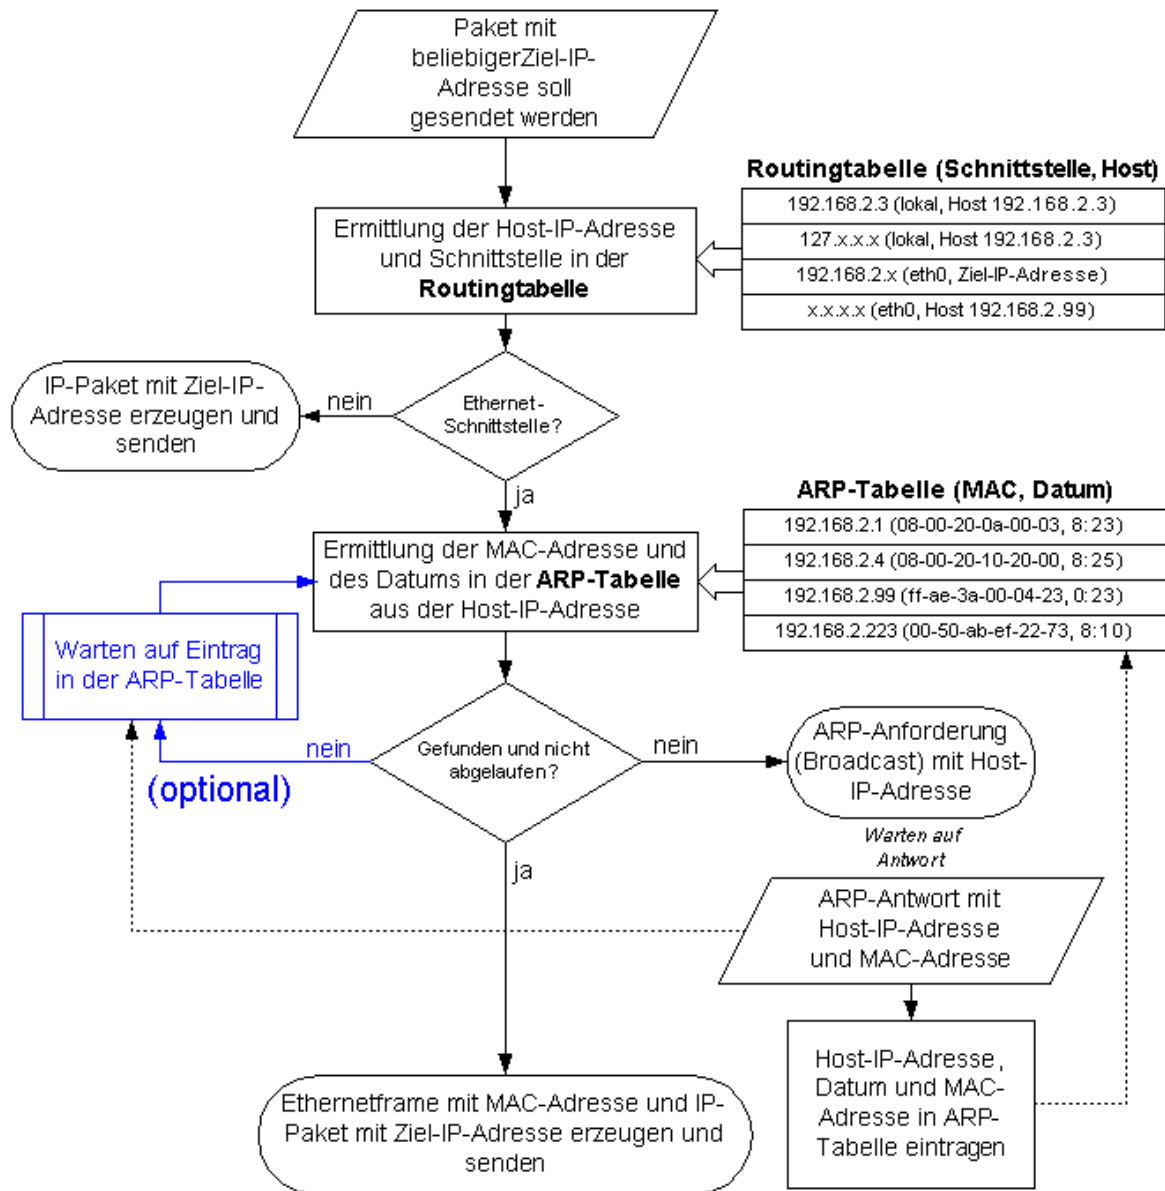 Paket mit
beliebigerZiel-IP-
Adresse soll
gesendet werden
Routingtabelle (Schnittstelle, Host)
192.168.2.3 (lokal, Host 192.168.2.3)
127.x.x.x (lokal, Host 192.168.2.3)
192.168.2.x (eth0, Ziel-IP-Adresse)
x.x.x.x (eth0, Host 192.168.2.99)
Ermittlung der Host-IP-Adresse
und Schnittstelle in der
Routingtabelle
IP-Paket mit Ziel-IP-
Adresse erzeugen und
senden
nein
Ethernet-
Schnittstelle?
ja
ARP-Tabelle (MAC, Datum)
192.168.2.1 (08-00-20-0a-00-03, 8:23)
192.168.2.4 (08-00-20-10-20-00, 8:25)
192.168.2.99 (ff-ae-3a-00-04-23, 0:23)
192.168.2.223 (00-50-ab-ef-22-73, 8:10)
Ermittlung der MAC-Adresse und
des Datums in der ARP-Tabelle
aus der Host-IP-Adresse
Warten auf Eintrag
in der ARP-Tabelle
nein
(optional)
Gefunden und nicht
abgelaufen?
nein
ARP-Anforderung
(Broadcast) mit Host-
IP-Adresse
Warten auf
Antwort
ja
ARP-Antwort mit
Host-IP-Adresse
und MAC-Adresse
Host-IP-Adresse,
Datum und MAC-
Adresse in ARP-
Tabelle eintragen
Ethernetframe mit MAC-Adresse und IP-
Paket mit Ziel-IP-Adresse erzeugen und
senden